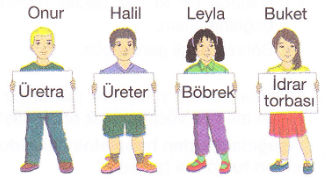 Onur Halil Leyla Buket
Üretra Üreter Böbrek İdrar
torbası